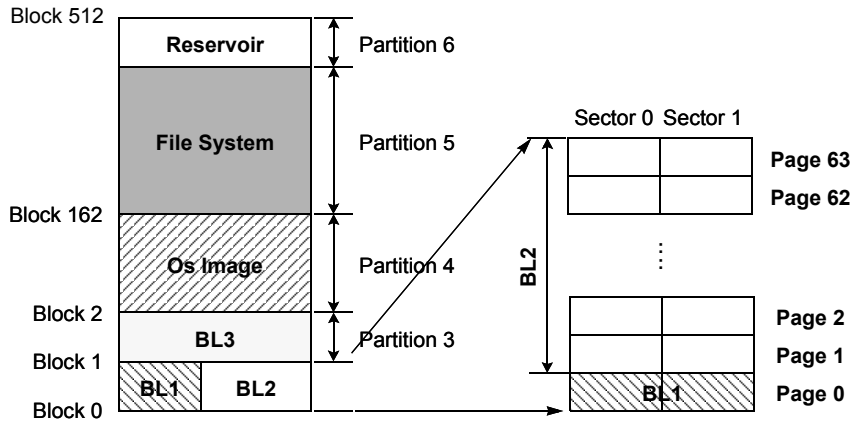 Block 512
Reservoir
Partition 6
File System
Partition 5
Block 162
Os Image
Partition 4
Block 2
BL3
Partition 3
Block 1
BL1
BL2
Block 0
Sector 0 Sector 1
Page 63
Page 62
BL2
Page 2
Page 1
BL1
Page 0